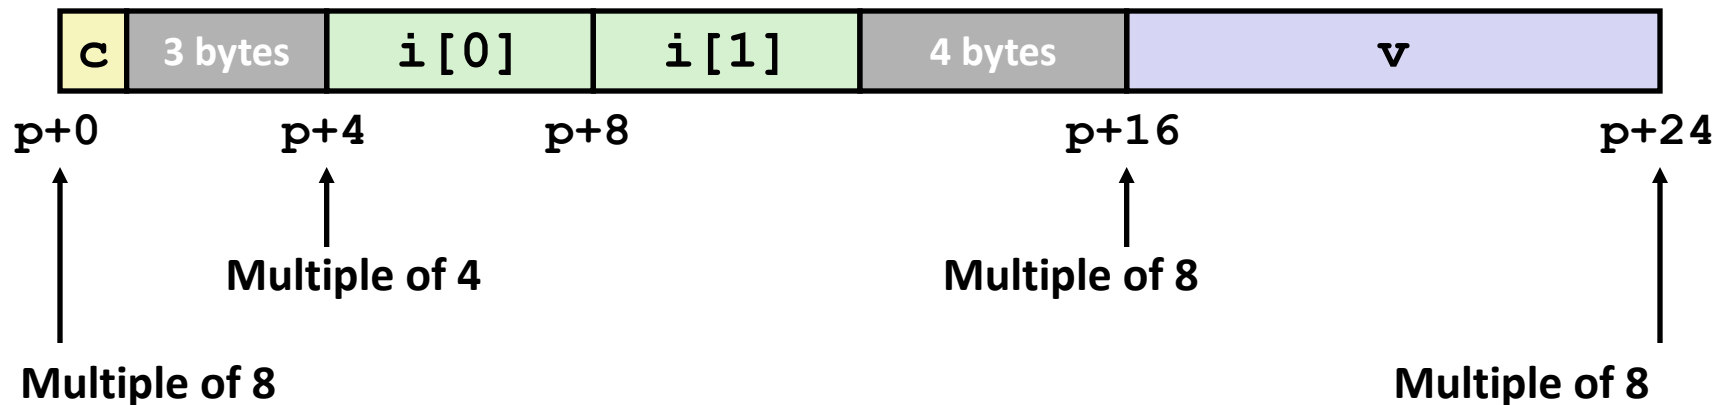 c 3 bytes i[0] i[1] 4 bytes v
p+0 p+4 p+8 p+16 p+24
Multiple of 4 Multiple of 8
Multiple of 8 Multiple of 8